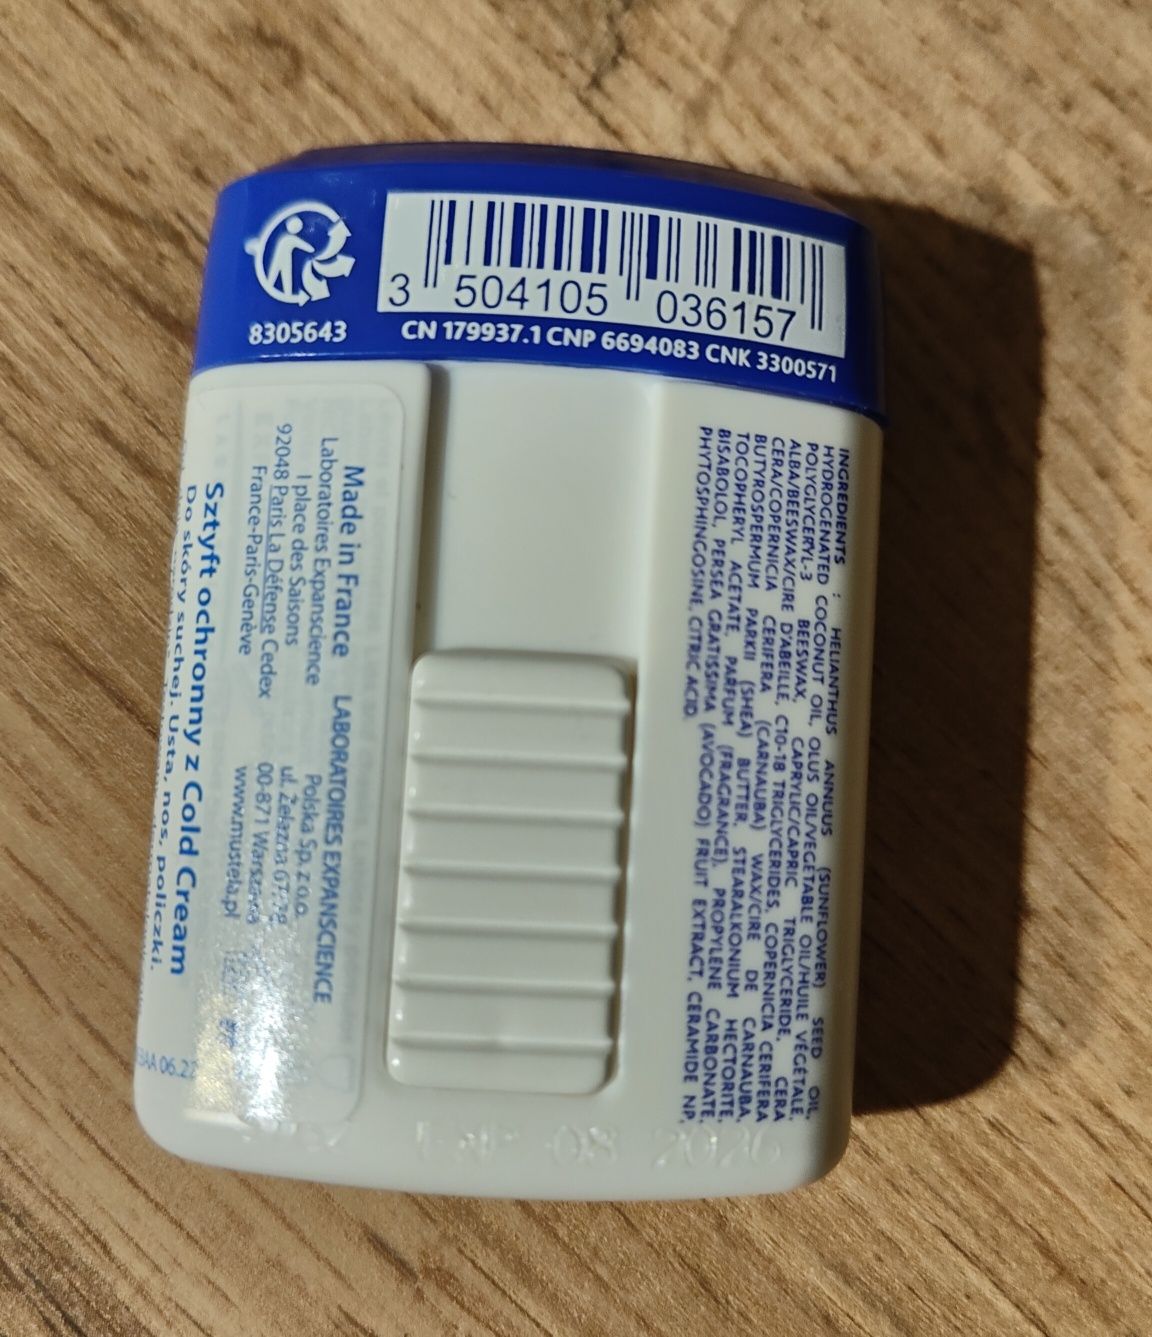 3 504105 036157
8305643
CN 179937.1 CNP 6694083 CNK 3300571
INGREDIENTS : HELIANTHUS ANNUUS (SUNFLOWER) SEED OIL,
HYDROGENATED COCONUT OIL, OLUS OIL/VEGETABLE OIL/HUILE VÉGÉTALE,
POLYGLYCERYL-3 BEESWAX, CAPRYLIC/CAPRIC TRIGLYCERIDE, CERA
ALBA/BEESWAX/CIRE D'ABEILLE, C10-18 TRIGLYCERIDES, COPERNICIA CERIFERA
CERA/COPERNICIA CERIFERA (CARNAUBA) WAX/CIRE DE CARNAUBA,
BUTYROSPERMUM PARKII (SHEA) BUTTER, STEARALKONIUM HECTORITE,
TOCOPHERYL ACETATE, PARFUM (FRAGRANCE), PROPYLENE CARBONATE,
BISABOLOL, PERSEA GRATISSIMA (AVOCADO) FRUIT EXTRACT, CERAMIDE NP,
PHYTOSPHINGOSINE, CITRIC ACID.
Made in France
Laboratoires Expanscience
1 place des Saisons
92048 Paris La Défense Cedex
France-Paris-Genève
LABORATOIRES EXPANSCIENCE
Polska Sp. z o.o.
ul. Żelazna
00-871 Warszawa
www.mustela.pl
Sztyft ochronny z Cold Cream
Do skóry suchej. Usta, nos, policzki.
06.22
EXP 08 2026